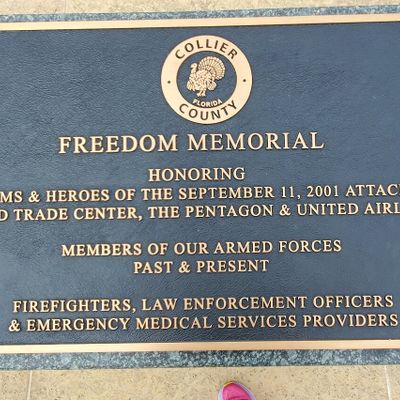 COLLIER
FLORIDA
COUNTY
FREEDOM MEMORIAL
HONORING
MS & HEROES OF THE SEPTEMBER 11, 2001 ATTAC
D TRADE CENTER, THE PENTAGON & UNITED AIRL
MEMBERS OF OUR ARMED FORCES
PAST & PRESENT
FIREFIGHTERS, LAW ENFORCEMENT OFFICERS
& EMERGENCY MEDICAL SERVICES PROVIDERS